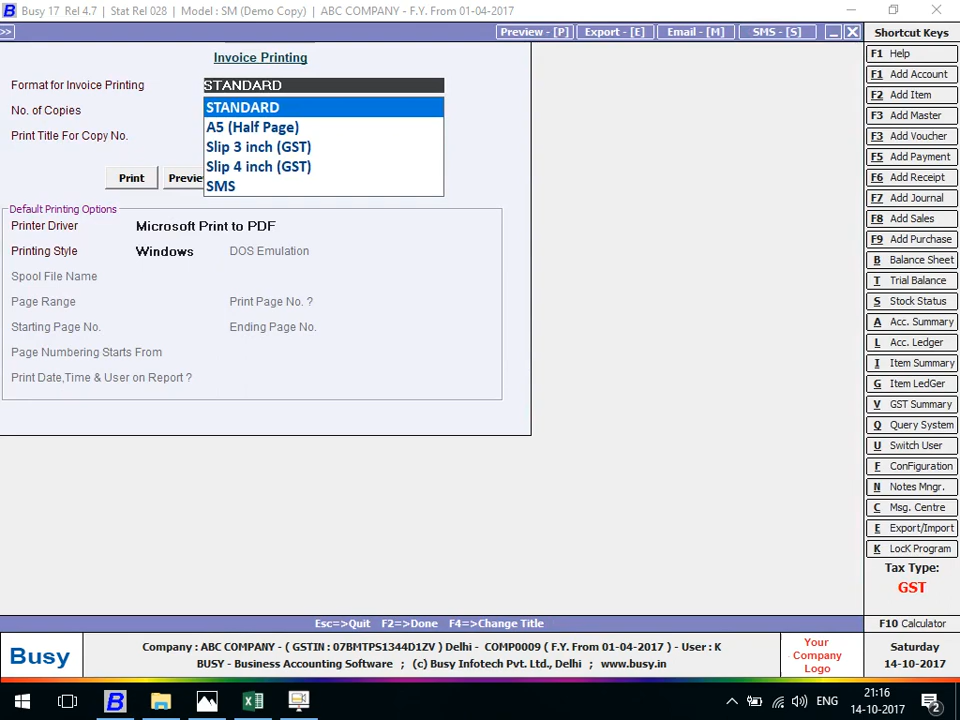 Busy 17 Rel 4.7 | Stat Rel 028 | Model : SM (Demo Copy) | ABC COMPANY - F.Y. From 01-04-2017
>> Preview - [P] Export - [E] Email - [M] SMS - [S]
Invoice Printing
Format for Invoice Printing STANDARD
STANDARD
No. of Copies
A5 (Half Page)
Print Title For Copy No.
Slip 3 inch (GST)
Slip 4 inch (GST)
SMS
Print Previe
Default Printing Options
Printer Driver Microsoft Print to PDF
Printing Style Windows DOS Emulation
Spool File Name
Page Range Print Page No. ?
Starting Page No. Ending Page No.
Page Numbering Starts From
Print Date,Time & User on Report ?
Shortcut Keys
F1 Help
F1 Add Account
F2 Add Item
F3 Add Master
F3 Add Voucher
F5 Add Payment
F6 Add Receipt
F7 Add Journal
F8 Add Sales
F9 Add Purchase
B Balance Sheet
T Trial Balance
S Stock Status
A Acc. Summary
L Acc. Ledger
I Item Summary
G Item LedGer
V GST Summary
Q Query System
U Switch User
F ConFiguration
N Notes Mngr.
C Msg. Centre
E Export/Import
K LocK Program
Tax Type:
GST
Esc=>Quit F2=>Done F4=>Change Title
F10 Calculator
Busy
Company : ABC COMPANY - ( GSTIN : 07BMTPS1344D1ZV ) Delhi - COMP0009 ( F.Y. From 01-04-2017 ) - User : K
BUSY - Business Accounting Software ; (c) Busy Infotech Pvt. Ltd., Delhi ; www.busy.in
Your
Company
Logo
Saturday
14-10-2017
B X ENG
21:16
14-10-2017
2